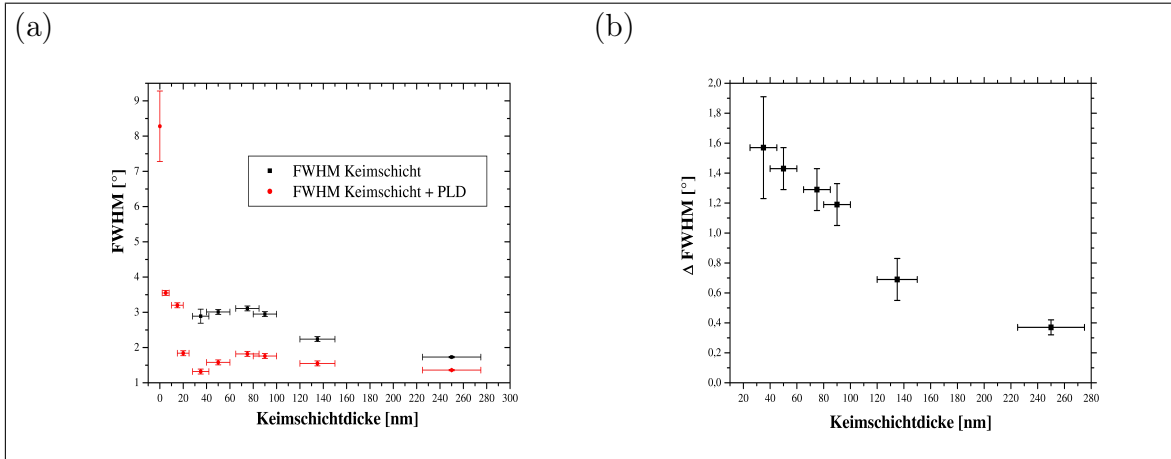 (a)
(b)
9
8
7
6
5
4
3
2
1
FWHM [°]
FWHM Keimschicht
FWHM Keimschicht + PLD
0 20 40 60 80 100 120 140 160 180 200 220 240 260 280 300
Keimschichtdicke [nm]
2,0
1,8
1,6
1,4
1,2
1,0
0,8
0,6
0,4
0,2
0,0
Δ FWHM [°]
20 40 60 80 100 120 140 160 180 200 220 240 260 280
Keimschichtdicke [nm]